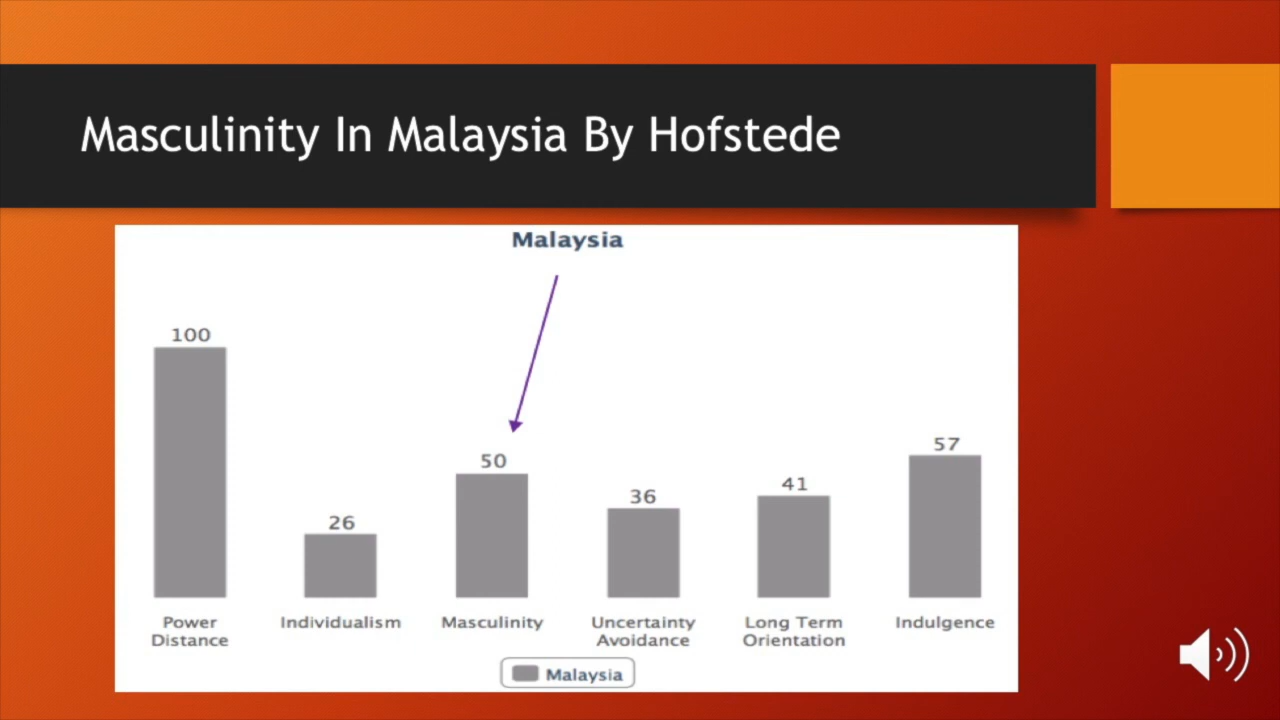 Masculinity In Malaysia By Hofstede
Malaysia
100
26
50
36
41
57
Power Distance
Individualism
Masculinity
Uncertainty Avoidance
Long Term Orientation
Indulgence
Malaysia